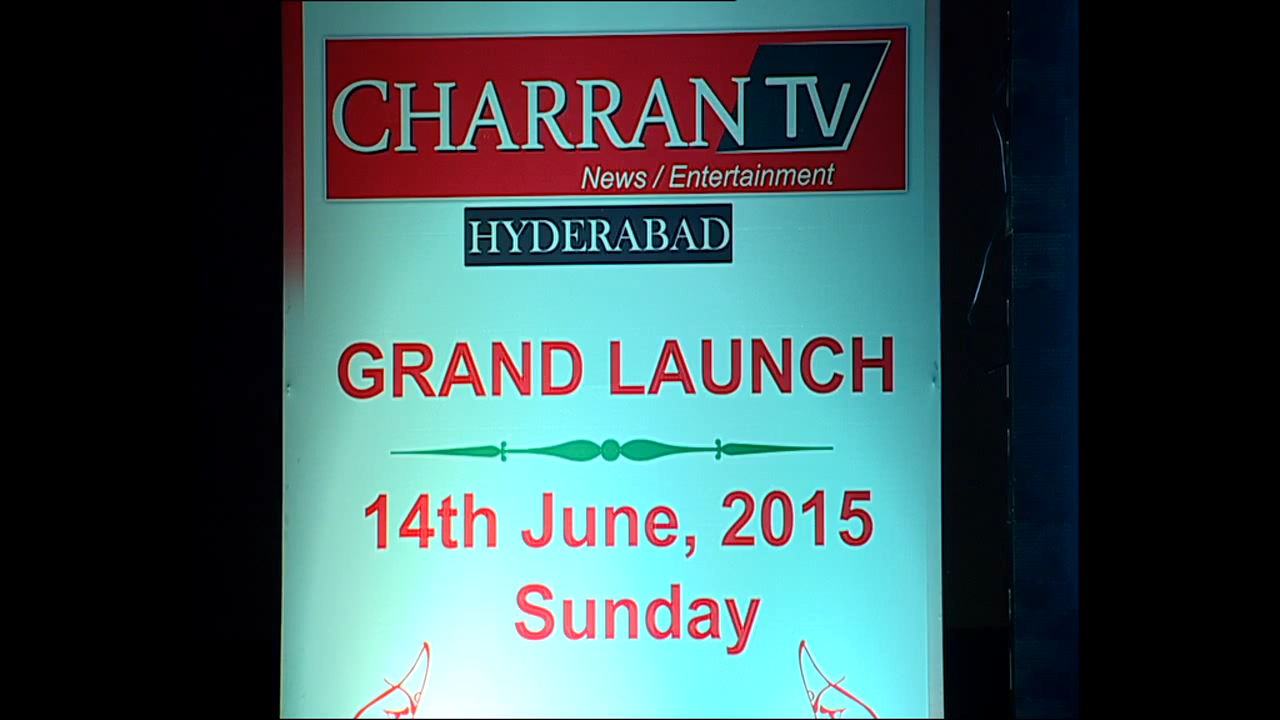 CHARRAN TV
News / Entertainment
HYDERABAD
GRAND LAUNCH
14th June, 2015
Sunday